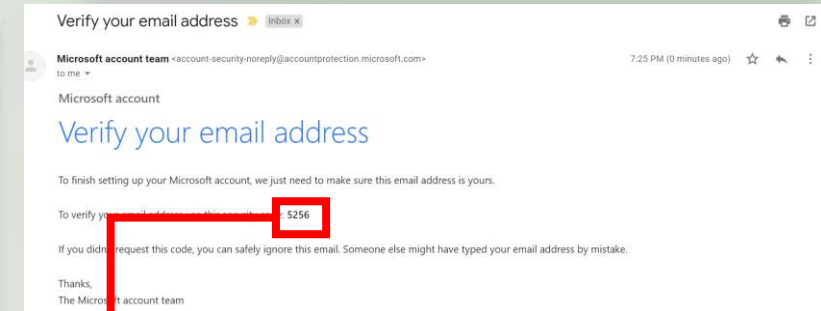 Verify your email address Inbox x
Microsoft account team <account-security-noreply@accountprotection.microsoft.com> 7:25 PM (0 minutes ago)
to me
Microsoft account
Verify your email address
To finish setting up your Microsoft account, we just need to make sure this email address is yours.
To verify your email address use this security code: 5256
If you didn't request this code, you can safely ignore this email. Someone else might have typed your email address by mistake.
Thanks,
The Microsoft account team